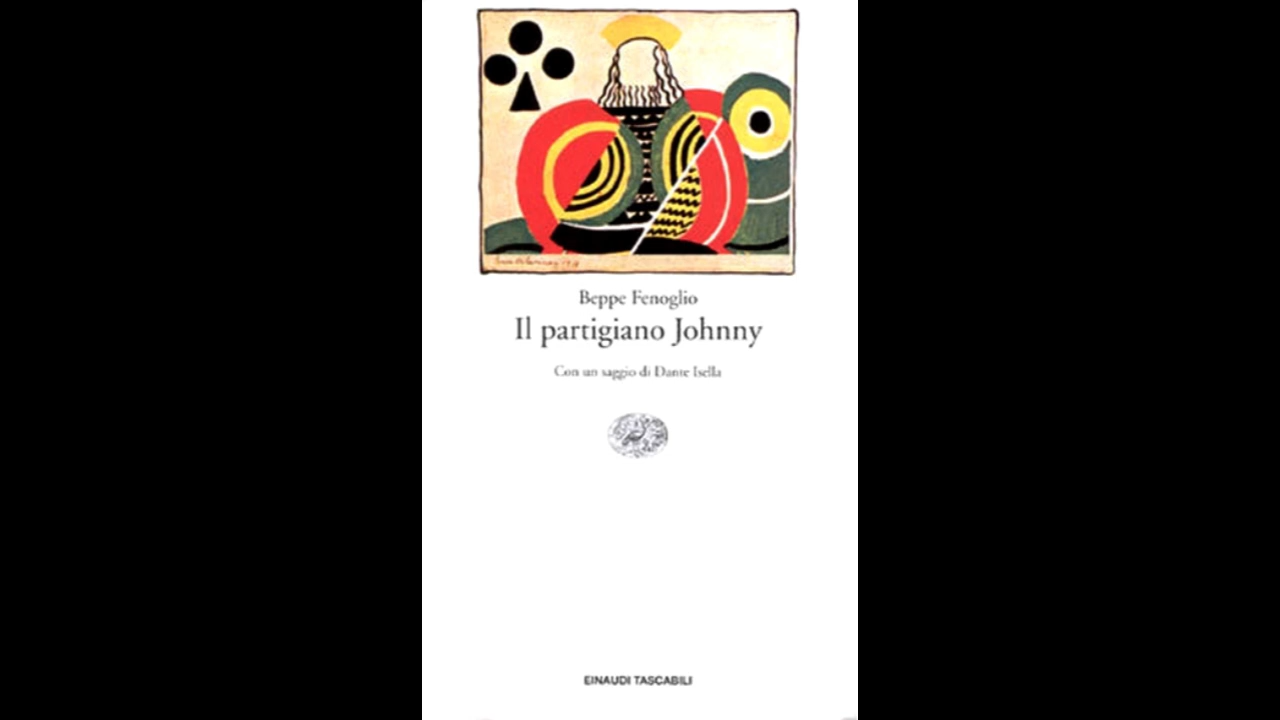 Beppe Fenoglio
Il partigiano Johnny
Con un saggio di Dante Isella
EINAUDI TASCABILI